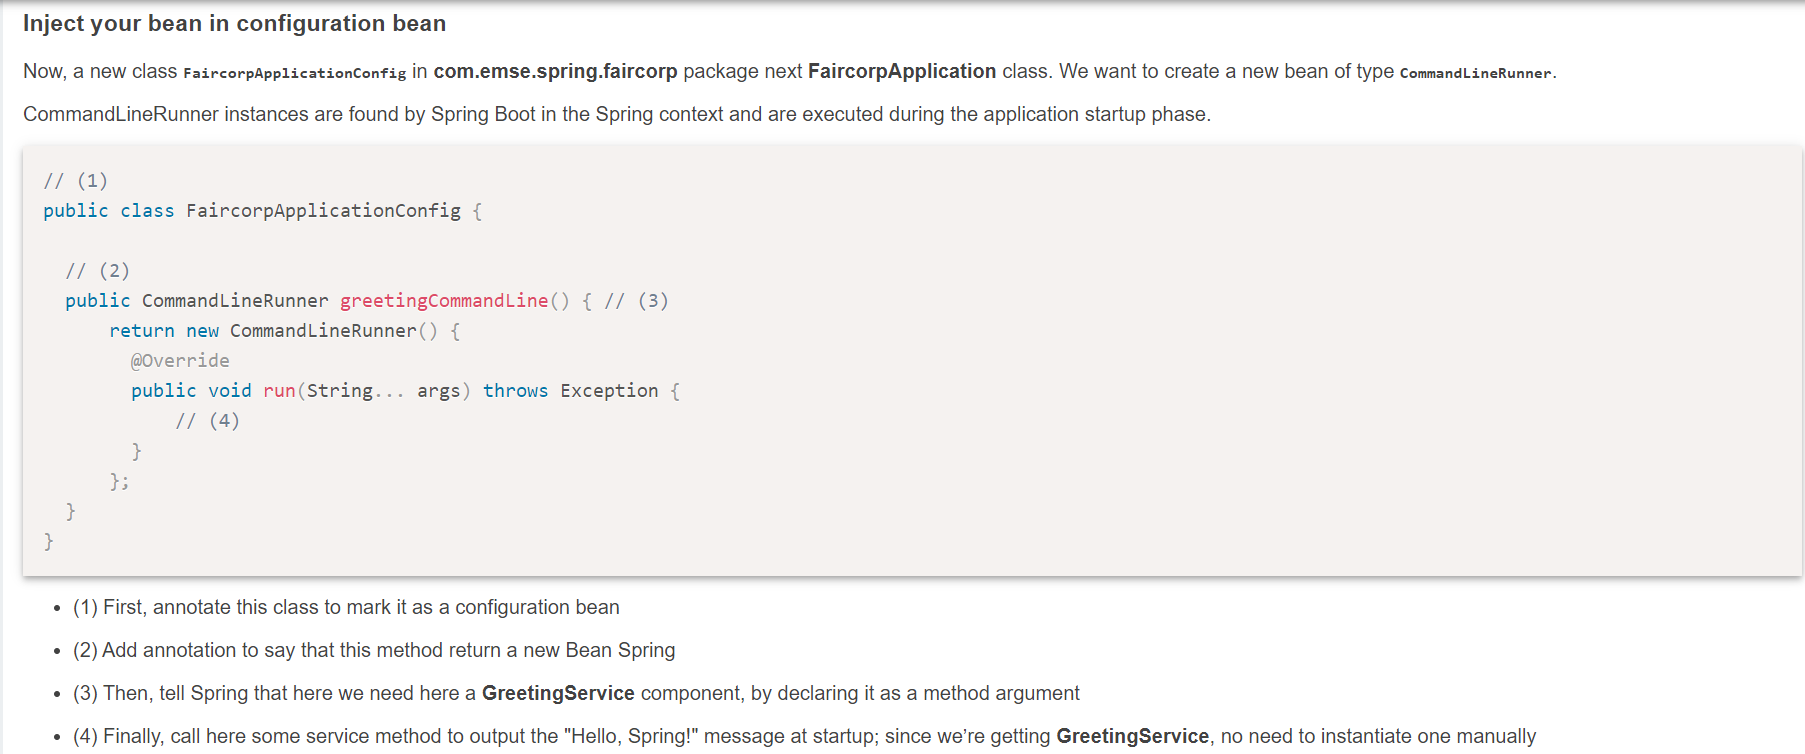 Inject your bean in configuration bean
Now, a new class FaircorpApplicationConfig in com.emse.spring.faircorp package next FaircorpApplication class. We want to create a new bean of type CommandLineRunner.
CommandLineRunner instances are found by Spring Boot in the Spring context and are executed during the application startup phase.
// (1)
public class FaircorpApplicationConfig {
// (2)
public CommandLineRunner greetingCommandLine() { // (3)
return new CommandLineRunner() {
@Override
public void run(String... args) throws Exception {
// (4)
}
};
}
}
• (1) First, annotate this class to mark it as a configuration bean
• (2) Add annotation to say that this method return a new Bean Spring
• (3) Then, tell Spring that here we need here a GreetingService component, by declaring it as a method argument
• (4) Finally, call here some service method to output the "Hello, Spring!" message at startup; since we’re getting GreetingService, no need to instantiate one manually